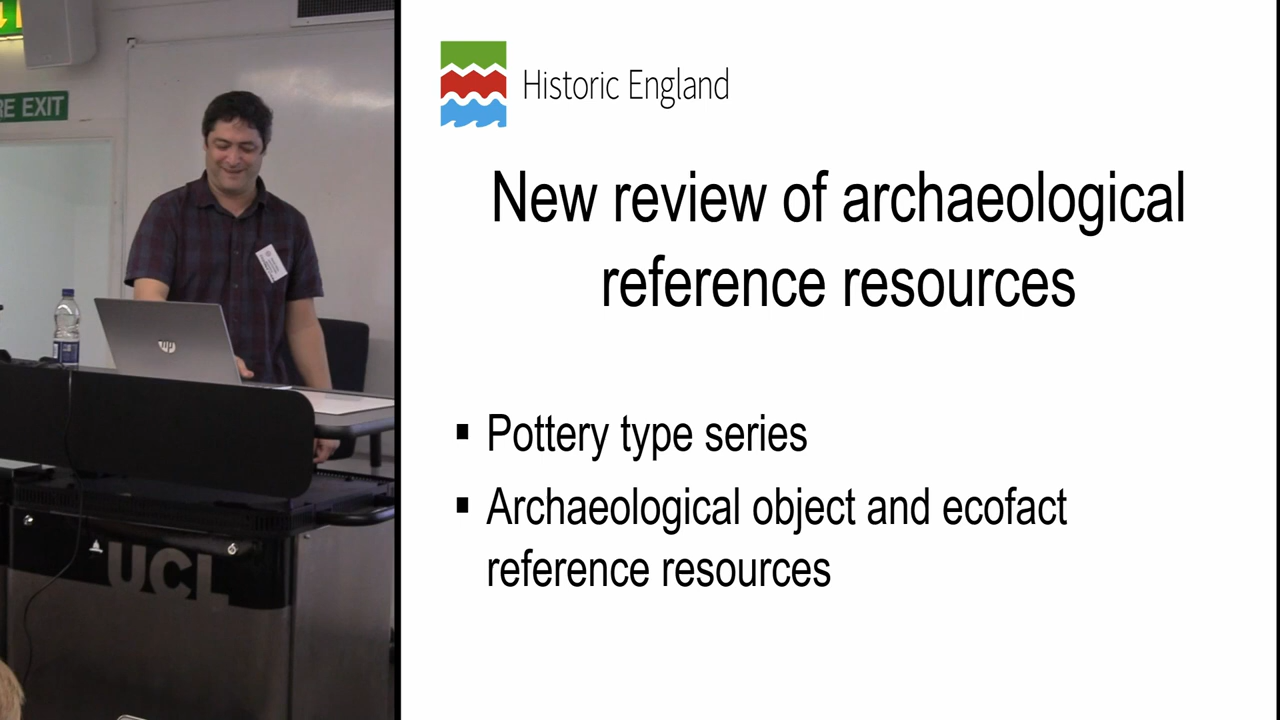 RE EXIT
hp
UCL
Historic England
New review of archaeological
reference resources
▪ Pottery type series
▪ Archaeological object and ecofact
reference resources